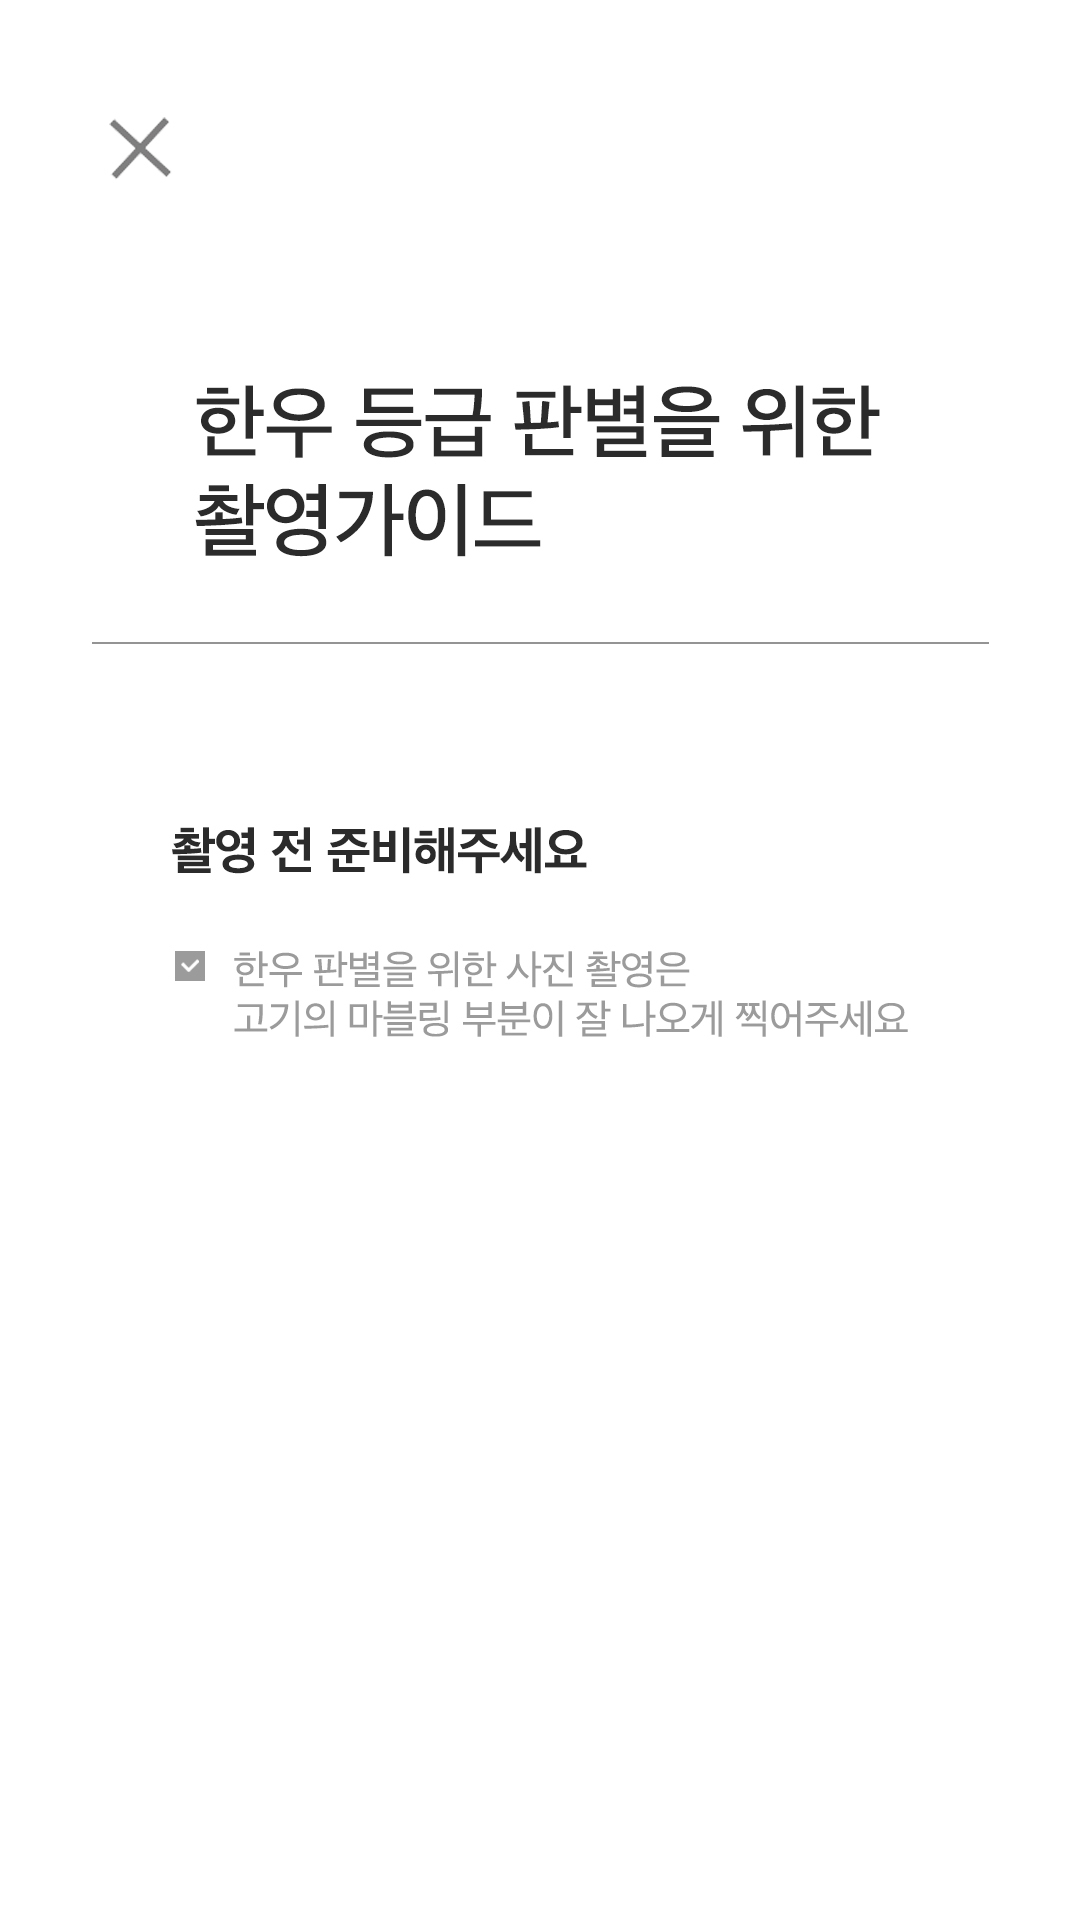 한우 등급 판별을 위한
촬영가이드
촬영 전 준비해주세요
한우 판별을 위한 사진 촬영은
고기의 마블링 부분이 잘 나오게 찍어주세요